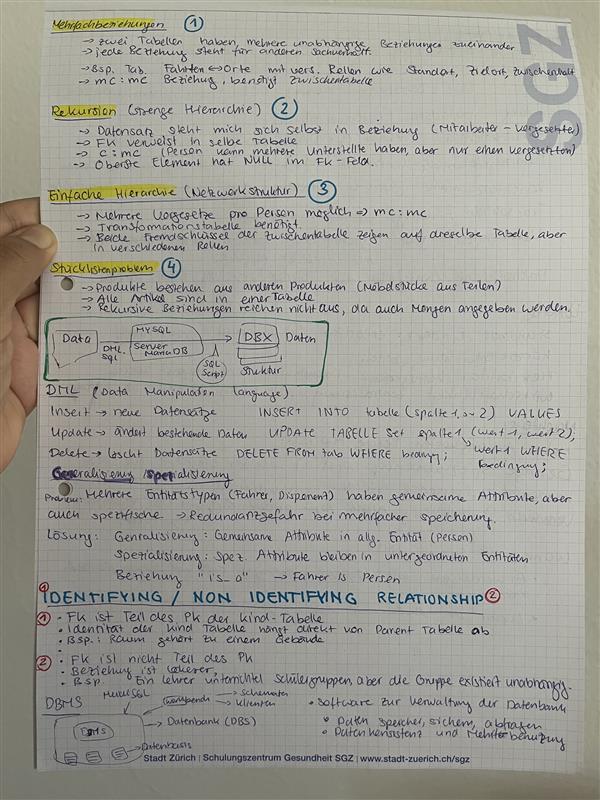 Mehrfachbeziehungen ①
→ zwei Tabellen haben, mehrere unabhängige Beziehungen zueinander
→ jede Beziehung steht für anderen Sachverhalt.
→ Bsp. Tab. Fahrten ↔ Orte mit vers. Rollen wie Standort, Zielort, Zwischenhalt
→ mc : mc Beziehung, benötigt Zwischentabelle
SGZ
Rekursion (strenge Hierarchie) ②
→ Datensatz steht mich sich selbst in Beziehung (Mitarbeiter - Vorgesetzter)
→ FK verweist in selbe Tabelle
→ c : mc (Person kann mehrere Unterstellte haben, aber nur einen vorgesetzten)
→ Oberste Element hat NULL im FK-Feld.
Einfache Hierarchie (Netzwerkstruktur) ③
→ Mehrere Vorgesetze pro Person möglich ⇒ mc : mc
→ Transformationstabelle benötigt.
→ Beide Fremdschlüssel der Zwischentabelle zeigen auf dieselbe Tabelle, aber
in verschiedenen Rollen
Stücklistenproblem ④
→ Produkte bestehen aus anderen Produkten (Möbelstücke aus Teilen)
→ Alle Artikel sind in einer Tabelle
→ Rekursive Beziehungen reichen nicht aus, da auch Mengen angegeben werden.
Data
DML
SQL
MYSQL
Server
MariaDB
SQL
Script
DBX
Daten
Struktur
DML (Data Manipulation Language)
Insert → neue Datensätze INSERT INTO tabelle (spalte 1, 2) VALUES
(wert 1, wert 2);
Update → ändert bestehende Daten UPDATE TABELLE Set spalte 1
wert 1 WHERE
bedingung;
Delete → löscht Datensätze DELETE FROM tab WHERE beding;
Generalisierung / Spezialisierung
Problem: Mehrere Entitätstypen (Fahrer, Disponent) haben gemeinsame Attribute, aber
auch spezifische → Redundanzgefahr bei mehrfacher speicherung.
Lösung: Generalisierung: Gemeinsame Attribute in allg. Entität (Person)
Spezialisierung: Spez. Attribute bleiben in untergeordneten Entitäten
Beziehung "is_a" → Fahrer is Person
① IDENTIFYING / NON IDENTIFYING RELATIONSHIP ②
① • FK ist Teil des PK der Kind-Tabelle
• Identität der Kind Tabelle hängt direkt von Parent Tabelle ab
• Bsp.: Raum gehört zu einem Gebäude
② • FK ist nicht Teil des PK
• Beziehung ist lockerer
• Bsp. Ein Lehrer unterrichtet Schülergruppen, aber die Gruppe existiert unabhängig.
DBMS
workbench
→ Schematen
→ Klienten
→ Datenbank (DBS)
DBMS
Datenbasis
• Software zur Verwaltung der Datenbank
• Daten speicher, sichern, abfragen
• Datenkonsistenz und Mehrfachbenutzung
Stadt Zürich | Schulungszentrum Gesundheit SGZ | www.stadt-zuerich.ch/sgz